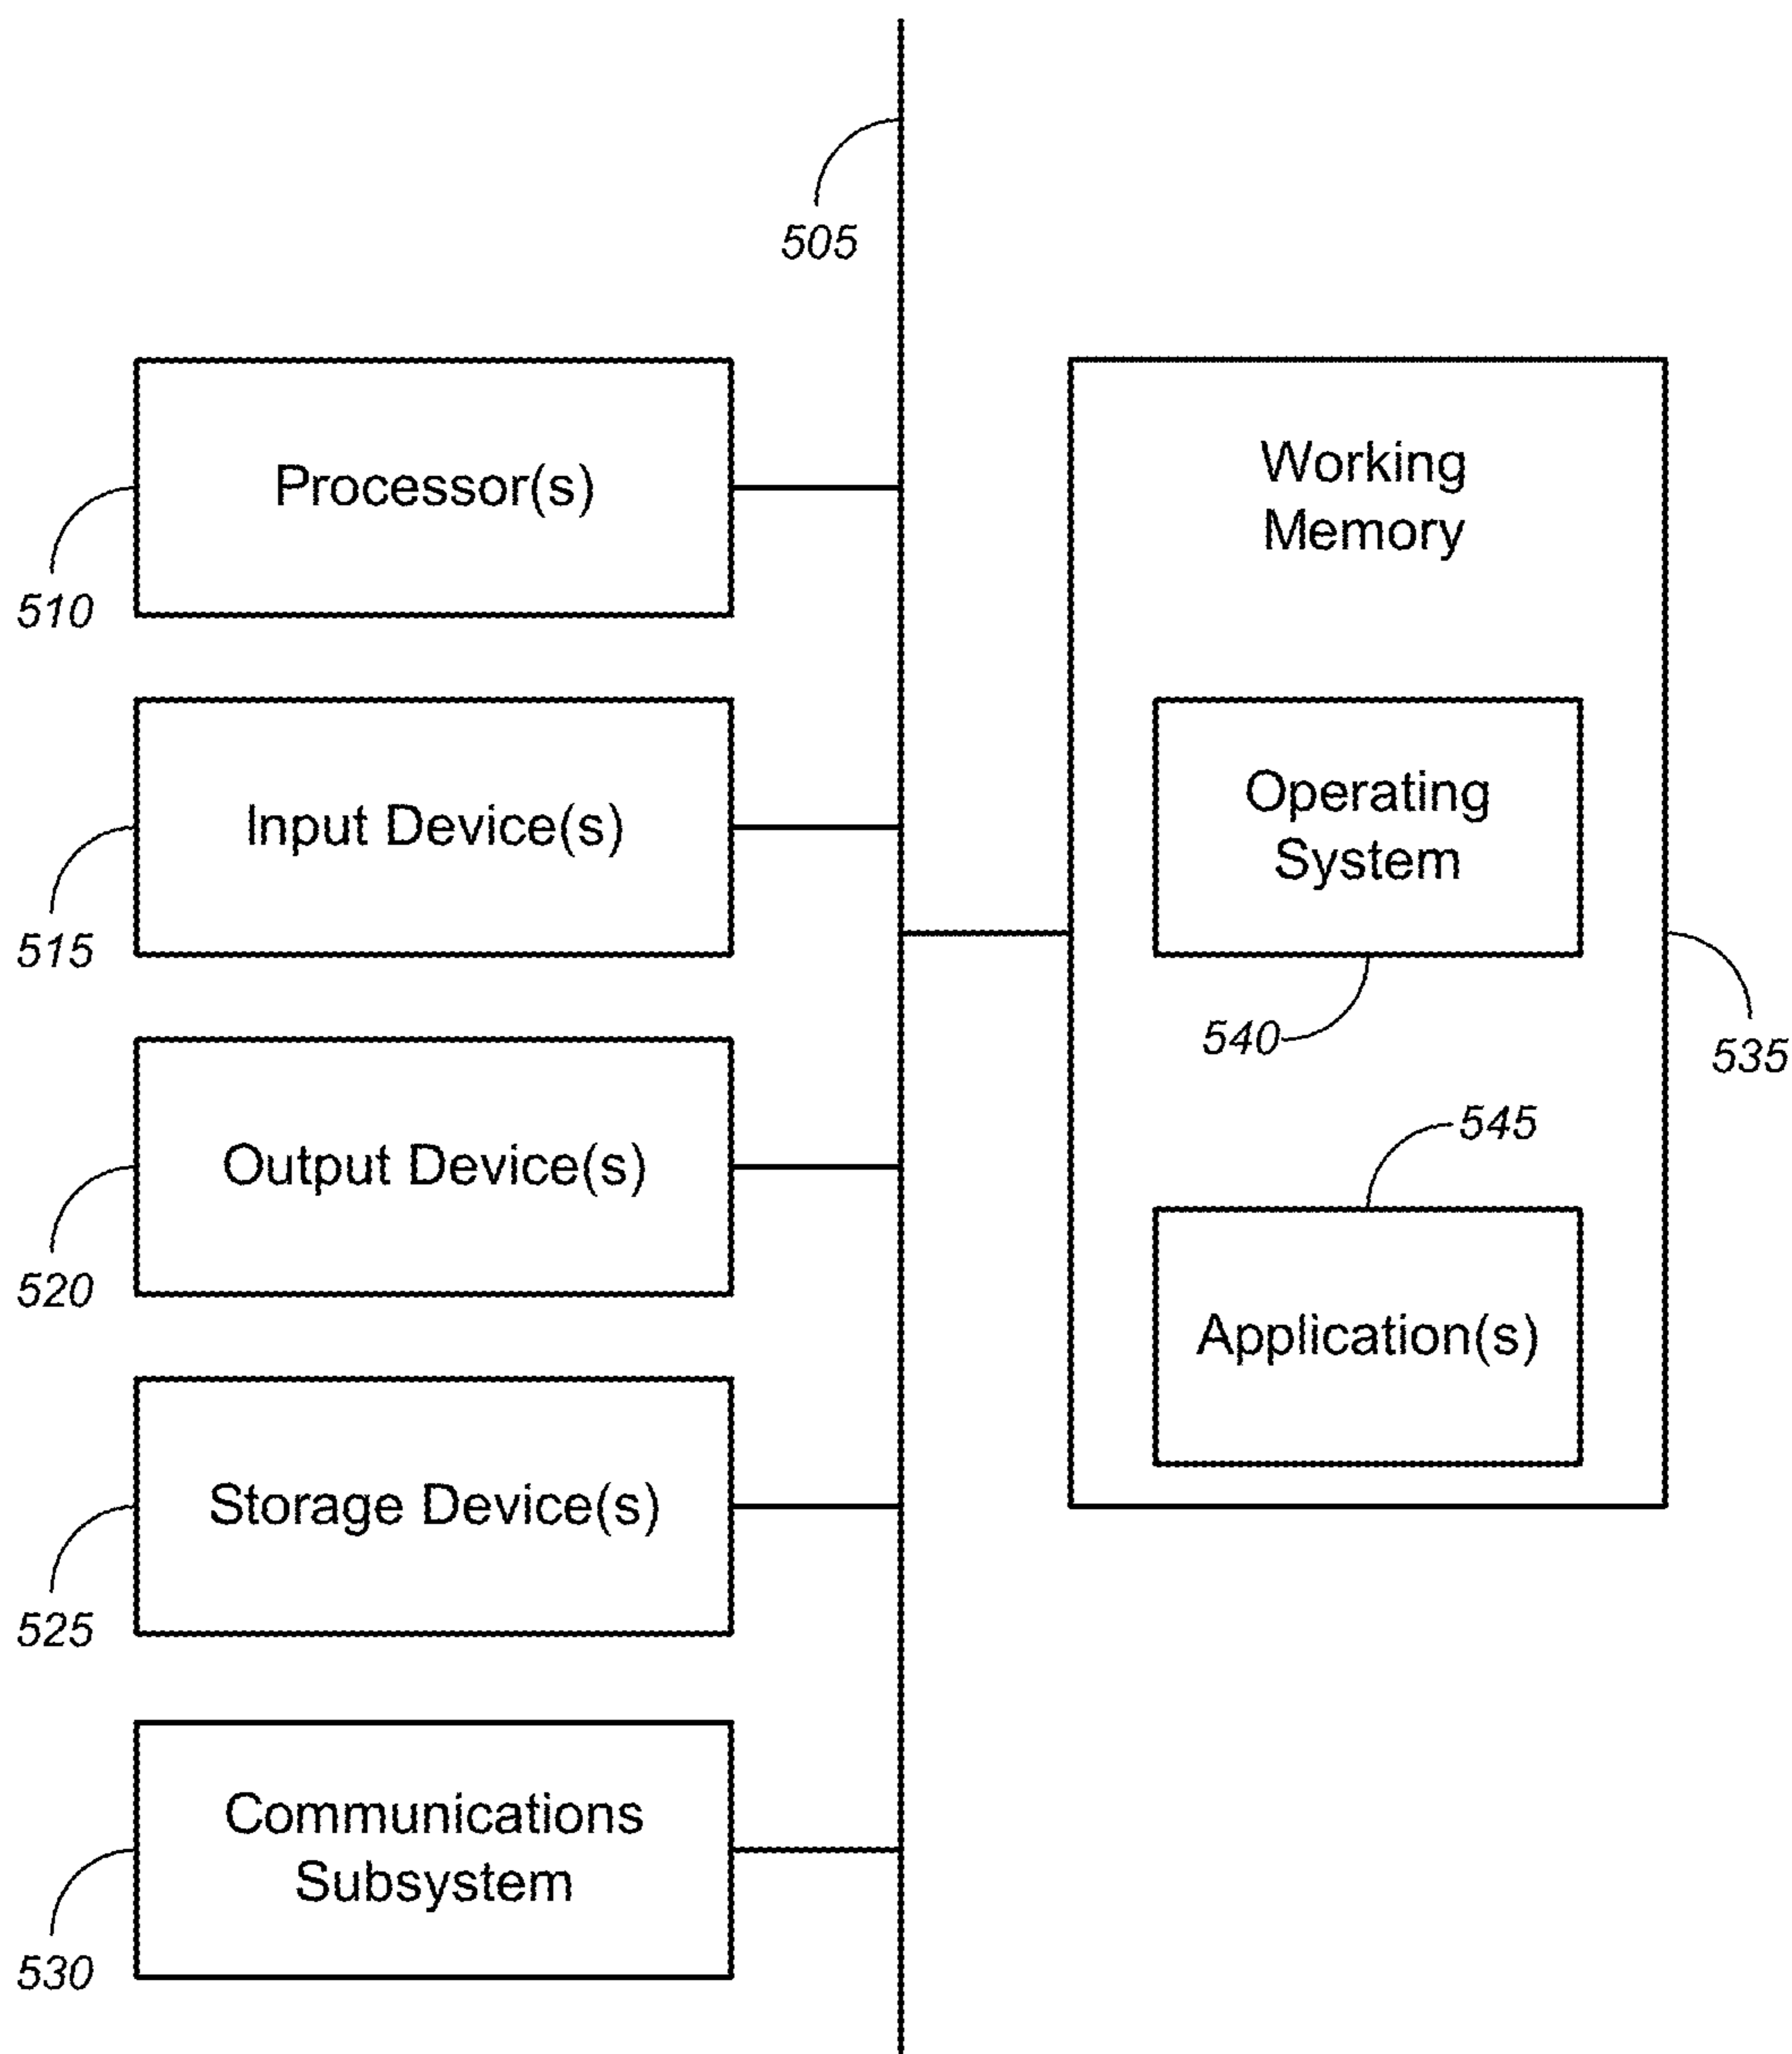 505
Processor(s)
510
Input Device(s)
515
Output Device(s)
520
Storage Device(s)
525
Communications
Subsystem
530
Working
Memory
Operating
System
540
535
545
Application(s)